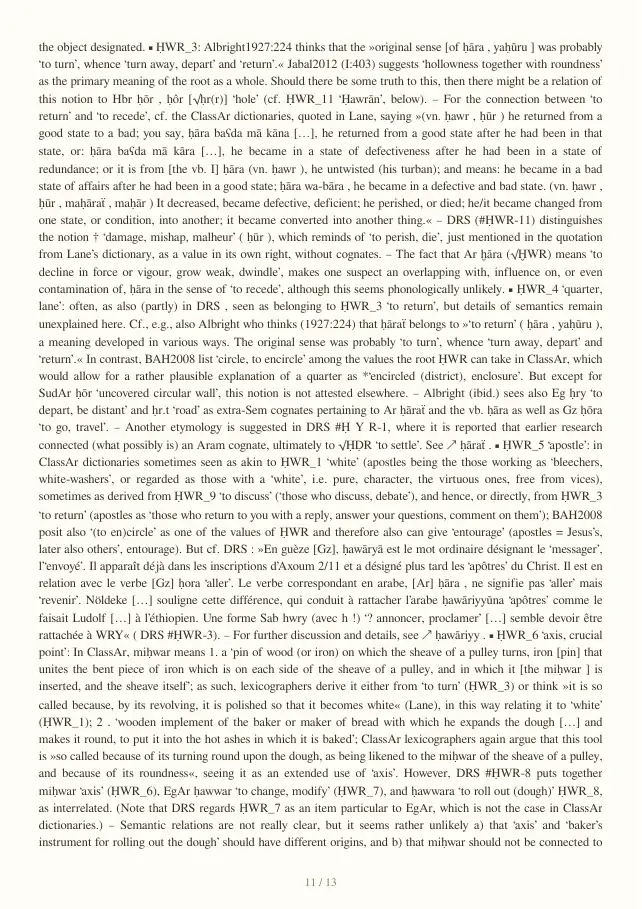 the object designated. ▪ ḤWR_3: Albright1927:224 thinks that the »original sense [of ḥāra , yaḥūru ] was probably
‘to turn’, whence ‘turn away, depart’ and ‘return’.« Jabal2012 (I:403) suggests ‘hollowness together with roundness’
as the primary meaning of the root as a whole. Should there be some truth to this, then there might be a relation of
this notion to Hbr ḥōr , ḥôr [√ḥr(r)] ‘hole’ (cf. ḤWR_11 ‘Ḥawrān’, below). – For the connection between ‘to
return’ and ‘to recede’, cf. the ClassAr dictionaries, quoted in Lane, saying »(vn. ḥawr , ḥūr ) he returned from a
good state to a bad; you say, ḥāra baʕda mā kāna […], he returned from a good state after he had been in that
state, or: ḥāra baʕda mā kāra […], he became in a state of defectiveness after he had been in a state of
redundance; or it is from [the vb. I] ḥāra (vn. ḥawr ), he untwisted (his turban); and means: he became in a bad
state of affairs after he had been in a good state; ḥāra wa-bāra , he became in a defective and bad state. (vn. ḥawr ,
ḥūr , maḥāraẗ , maḥār ) It decreased, became defective, deficient; he perished, or died; he/it became changed from
one state, or condition, into another; it became converted into another thing.« – DRS (#ḤWR-11) distinguishes
the notion † ‘damage, mishap, malheur’ ( ḥūr ), which reminds of ‘to perish, die’, just mentioned in the quotation
from Lane’s dictionary, as a value in its own right, without cognates. – The fact that Ar ḫāra (√ḪWR) means ‘to
decline in force or vigour, grow weak, dwindle’, makes one suspect an overlapping with, influence on, or even
contamination of, ḥāra in the sense of ‘to recede’, although this seems phonologically unlikely. ▪ ḤWR_4 ‘quarter,
lane’: often, as also (partly) in DRS , seen as belonging to ḤWR_3 ‘to return’, but details of semantics remain
unexplained here. Cf., e.g., also Albright who thinks (1927:224) that ḥāraẗ belongs to »‘to return’ ( ḥāra , yaḥūru ),
a meaning developed in various ways. The original sense was probably ‘to turn’, whence ‘turn away, depart’ and
‘return’.« In contrast, BAH2008 list ‘circle, to encircle’ among the values the root ḤWR can take in ClassAr, which
would allow for a rather plausible explanation of a quarter as *‘encircled (district), enclosure’. But except for
SudAr ḥōr ‘uncovered circular wall’, this notion is not attested elsewhere. – Albright (ibid.) sees also Eg ḥry ‘to
depart, be distant’ and ḥr.t ‘road’ as extra-Sem cognates pertaining to Ar ḥāraẗ and the vb. ḥāra as well as Gz ḥōra
‘to go, travel’. – Another etymology is suggested in DRS #Ḥ Y R-1, where it is reported that earlier research
connected (what possibly is) an Aram cognate, ultimately to √ḤḌR ‘to settle’. See ↗ ḥāraẗ . ▪ ḤWR_5 ‘apostle’: in
ClassAr dictionaries sometimes seen as akin to ḤWR_1 ‘white’ (apostles being the those working as ‘bleechers,
white-washers’, or regarded as those with a ‘white’, i.e. pure, character, the virtuous ones, free from vices),
sometimes as derived from ḤWR_9 ‘to discuss’ (‘those who discuss, debate’), and hence, or directly, from ḤWR_3
‘to return’ (apostles as ‘those who return to you with a reply, answer your questions, comment on them’); BAH2008
posit also ‘(to en)circle’ as one of the values of ḤWR and therefore also can give ‘entourage’ (apostles = Jesus’s,
later also others’, entourage). But cf. DRS : »En guèze [Gz], ḥawāryā est le mot ordinaire désignant le ‘messager’,
l’‘envoyé’. Il apparaît déjà dans les inscriptions d’Axoum 2/11 et a désigné plus tard les ‘apôtres’ du Christ. Il est en
relation avec le verbe [Gz] ḥora ‘aller’. Le verbe correspondant en arabe, [Ar] ḥāra , ne signifie pas ‘aller’ mais
‘revenir’. Nöldeke […] souligne cette différence, qui conduit à rattacher l’arabe ḥawāriyyūna ‘apôtres’ comme le
faisait Ludolf […] à l’éthiopien. Une forme Sab hwry (avec h !) ‘? annoncer, proclamer’ […] semble devoir être
rattachée à WRY« ( DRS #ḤWR-3). – For further discussion and details, see ↗ ḥawāriyy . ▪ ḤWR_6 ‘axis, crucial
point’: In ClassAr, miḥwar means 1. a ‘pin of wood (or iron) on which the sheave of a pulley turns, iron [pin] that
unites the bent piece of iron which is on each side of the sheave of a pulley, and in which it [the miḥwar ] is
inserted, and the sheave itself’; as such, lexicographers derive it either from ‘to turn’ (ḤWR_3) or think »it is so
called because, by its revolving, it is polished so that it becomes white« (Lane), in this way relating it to ‘white’
(ḤWR_1); 2 . ‘wooden implement of the baker or maker of bread with which he expands the dough […] and
makes it round, to put it into the hot ashes in which it is baked’; ClassAr lexicographers again argue that this tool
is »so called because of its turning round upon the dough, as being likened to the miḥwar of the sheave of a pulley,
and because of its roundness«, seeing it as an extended use of ‘axis’. However, DRS #ḤWR-8 puts together
miḥwar ‘axis’ (ḤWR_6), EgAr ḥawwar ‘to change, modify’ (ḤWR_7), and ḥawwara ‘to roll out (dough)’ ḤWR_8,
as interrelated. (Note that DRS regards ḤWR_7 as an item particular to EgAr, which is not the case in ClassAr
dictionaries.) – Semantic relations are not really clear, but it seems rather unlikely a) that ‘axis’ and ‘baker’s
instrument for rolling out the dough’ should have different origins, and b) that miḥwar should not be connected to
11 / 13